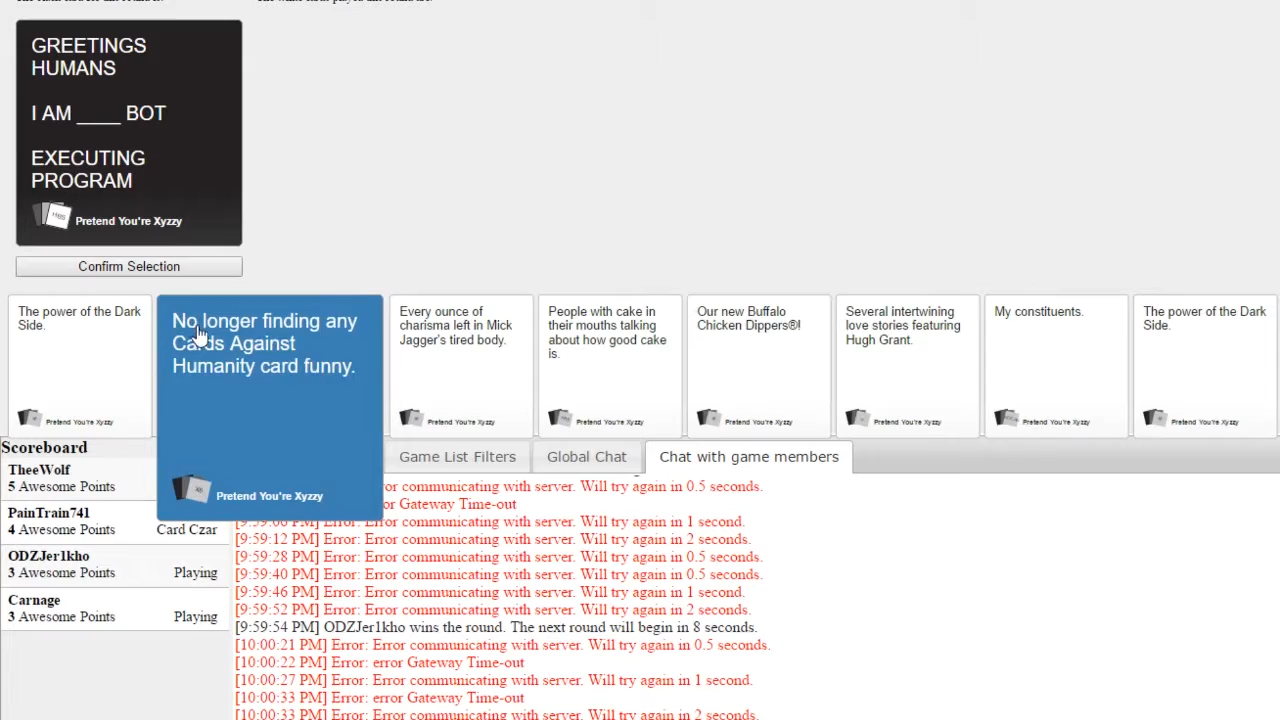 GREETINGS
HUMANS
I AM ____ BOT
EXECUTING
PROGRAM
Pretend You're Xyzzy
Confirm Selection
The power of the Dark
Side.
Pretend You're Xyzzy
No longer finding any
Cards Against
Humanity card funny.
Pretend You're Xyzzy
Every ounce of
charisma left in Mick
Jagger's tired body.
Pretend You're Xyzzy
People with cake in
their mouths talking
about how good cake
is.
Pretend You're Xyzzy
Our new Buffalo
Chicken Dippers®!
Pretend You're Xyzzy
Several intertwining
love stories featuring
Hugh Grant.
Pretend You're Xyzzy
My constituents.
Pretend You're Xyzzy
The power of the Dark
Side.
Pretend You're Xyzzy
Scoreboard
TheeWolf
5 Awesome Points
PainTrain741
4 Awesome Points Card Czar
ODZJer1kho
3 Awesome Points Playing
Carnage
3 Awesome Points Playing
Game List Filters
Global Chat
Chat with game members
ror communicating with server. Will try again in 0.5 seconds.
or Gateway Time-out
[9:59:06 PM] Error: Error communicating with server. Will try again in 1 second.
[9:59:12 PM] Error: Error communicating with server. Will try again in 2 seconds.
[9:59:28 PM] Error: Error communicating with server. Will try again in 0.5 seconds.
[9:59:40 PM] Error: Error communicating with server. Will try again in 0.5 seconds.
[9:59:46 PM] Error: Error communicating with server. Will try again in 1 second.
[9:59:52 PM] Error: Error communicating with server. Will try again in 2 seconds.
[9:59:54 PM] ODZJer1kho wins the round. The next round will begin in 8 seconds.
[10:00:21 PM] Error: Error communicating with server. Will try again in 0.5 seconds.
[10:00:22 PM] Error: error Gateway Time-out
[10:00:27 PM] Error: Error communicating with server. Will try again in 1 second.
[10:00:33 PM] Error: error Gateway Time-out
[10:00:33 PM] Error: Error communicating with server. Will try again in 2 seconds.